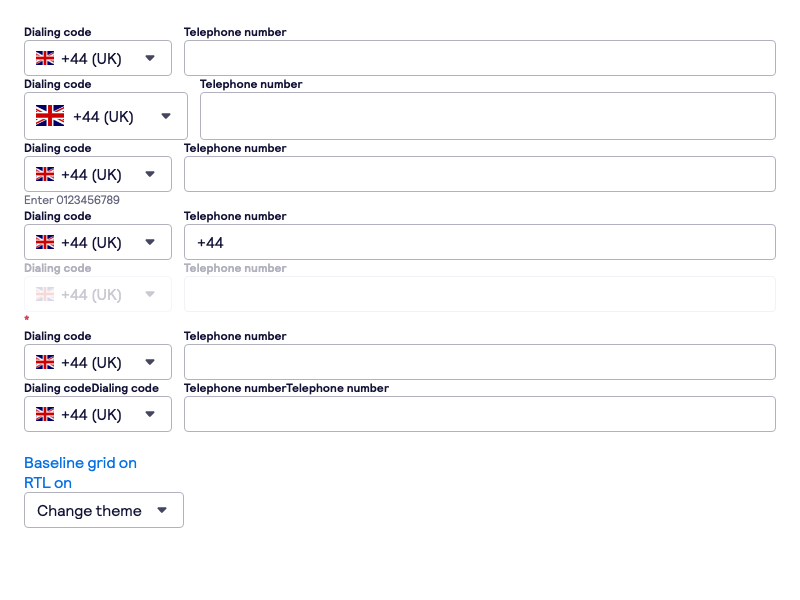 Dialing code Telephone number
+44 (UK)
Dialing code Telephone number
+44 (UK)
Dialing code Telephone number
+44 (UK)
Enter 0123456789
Dialing code Telephone number
+44 (UK) +44
Dialing code Telephone number
+44 (UK)
*
Dialing code Telephone number
+44 (UK)
Dialing codeDialing code Telephone numberTelephone number
+44 (UK)
Baseline grid on
RTL on
Change theme